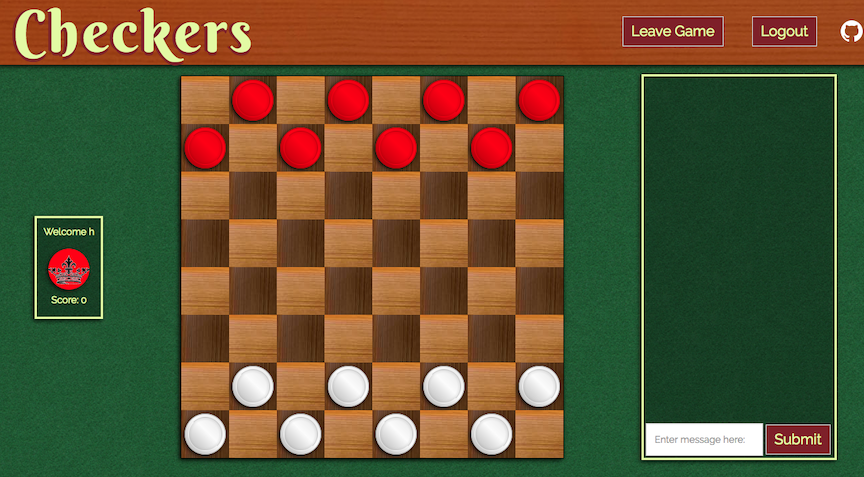 Checkers
Leave Game
Logout
Welcome h
Score: 0
Enter message here:
Submit